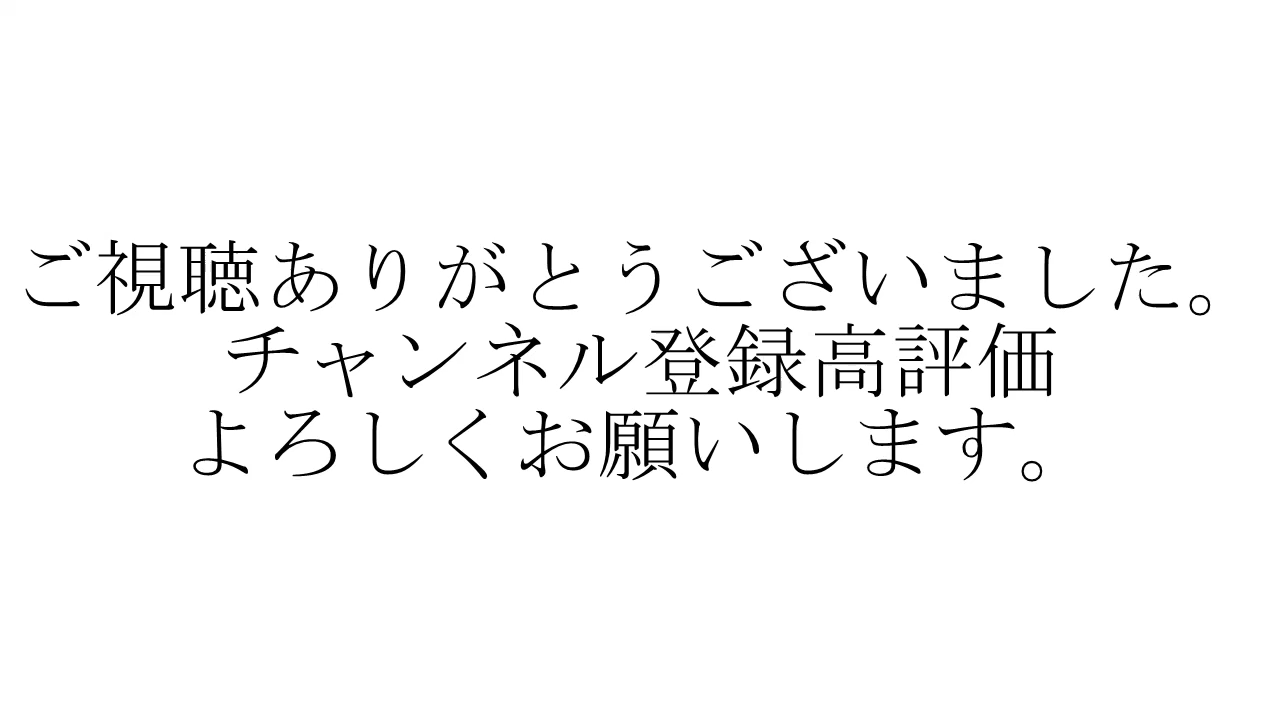 ご視聴ありがとうございました。
チャンネル登録高評価
よろしくお願いします。